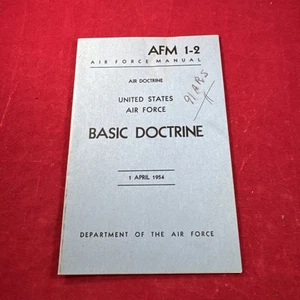 AFM 1-2
AIR FORCE MANUAL
AIR DOCTRINE
UNITED STATES
AIR FORCE
BASIC DOCTRINE
1 APRIL 1954
DEPARTMENT OF THE AIR FORCE